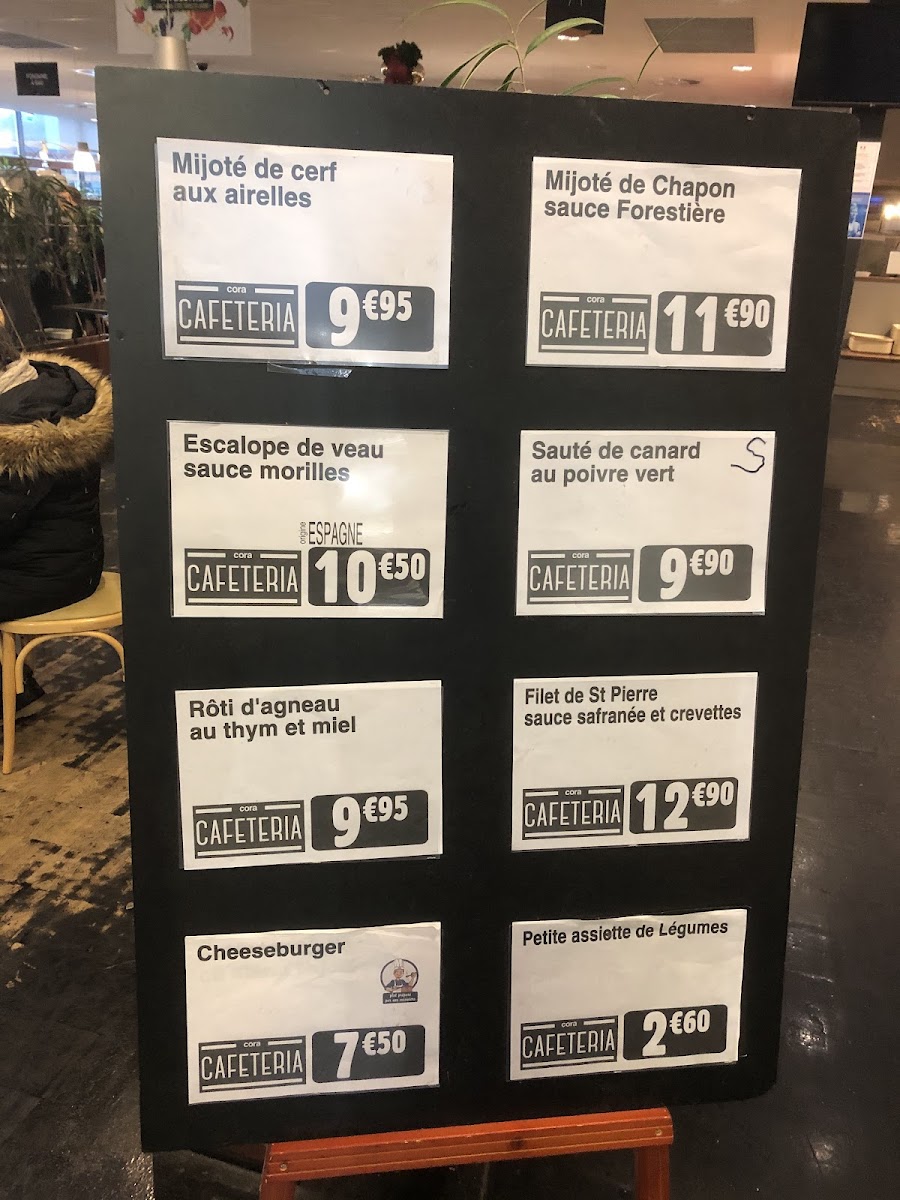 Mijoté de cerf
aux airelles
cora
CAFETERIA
9€95
Mijoté de Chapon
sauce Forestière
cora
CAFETERIA
11€90
Escalope de veau
sauce morilles
origine ESPAGNE
cora
CAFETERIA
10€50
Sauté de canard
au poivre vert
S
cora
CAFETERIA
9€90
Rôti d'agneau
au thym et miel
cora
CAFETERIA
9€95
Filet de St Pierre
sauce safranée et crevettes
cora
CAFETERIA
12€90
Cheeseburger
cora
CAFETERIA
7€50
Petite assiette de Légumes
cora
CAFETERIA
2€60